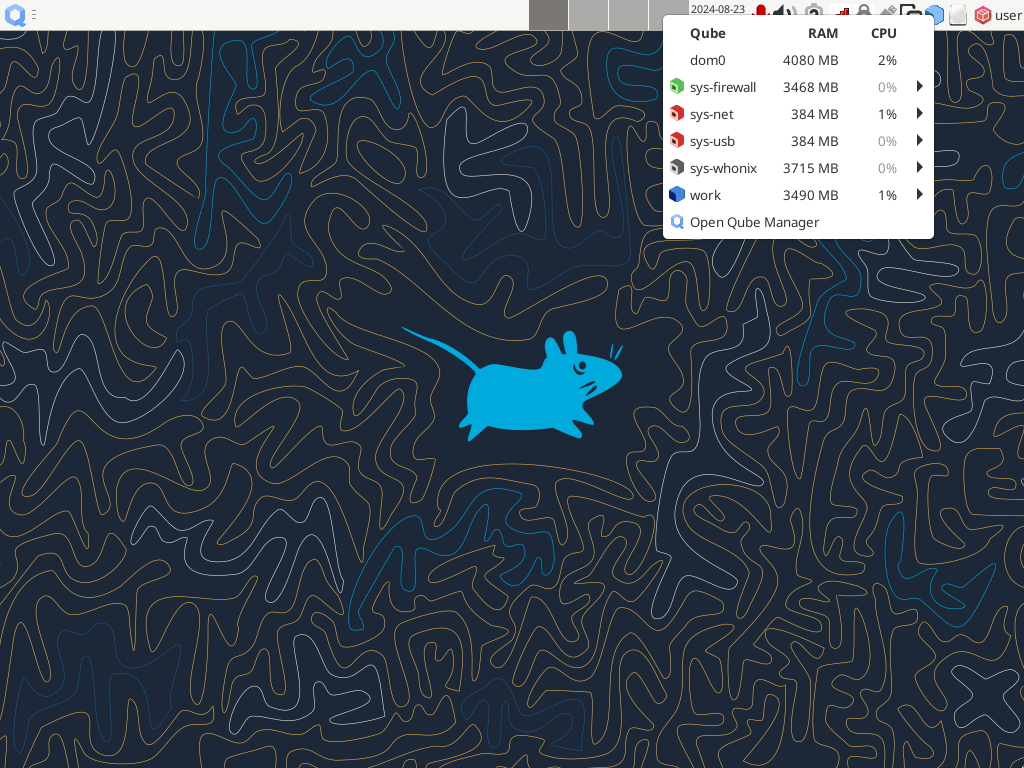 2024-08-23
user
Qube RAM CPU
dom0 4080 MB 2%
sys-firewall 3468 MB 0%
sys-net 384 MB 1%
sys-usb 384 MB 0%
sys-whonix 3715 MB 0%
work 3490 MB 1%
Open Qube Manager